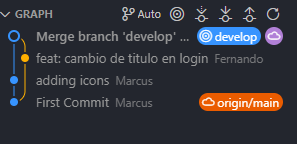 GRAPH Auto
Merge branch 'develop' ... develop
feat: cambio de titulo en login Fernando
adding icons Marcus
First Commit Marcus origin/main